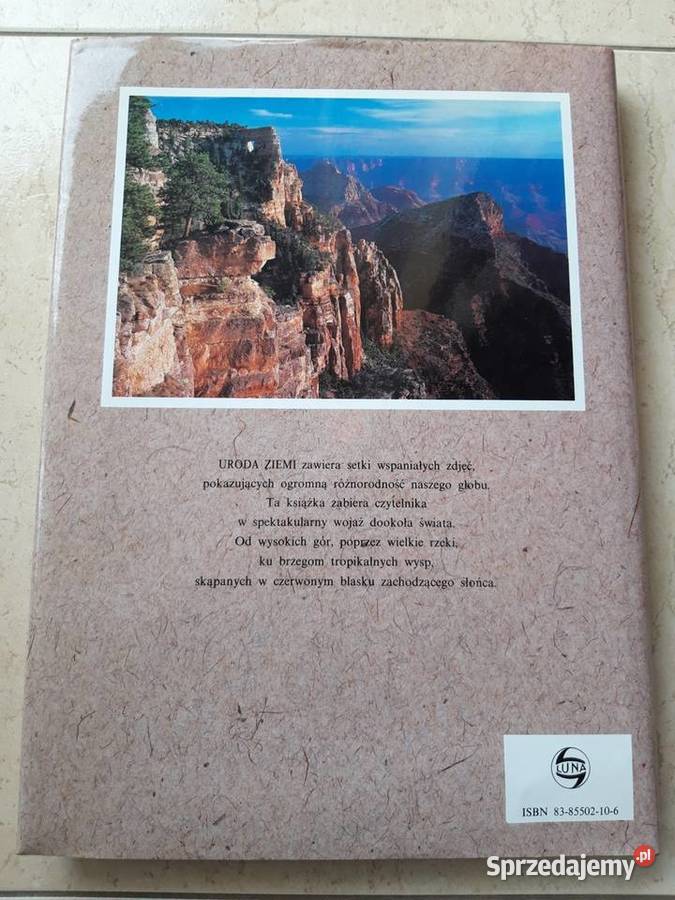 URODA ZIEMI zawiera setki wspaniałych zdjęć,
pokazujących ogromną różnorodność naszego globu.
Ta książka zabiera czytelnika
w spektakularny wojaż dookoła świata.
Od wysokich gór, poprzez wielkie rzeki,
ku brzegom tropikalnych wysp,
skąpanych w czerwonym blasku zachodzącego słońca.
LUNA
ISBN 83-85502-10-6
Sprzedajemy.pl